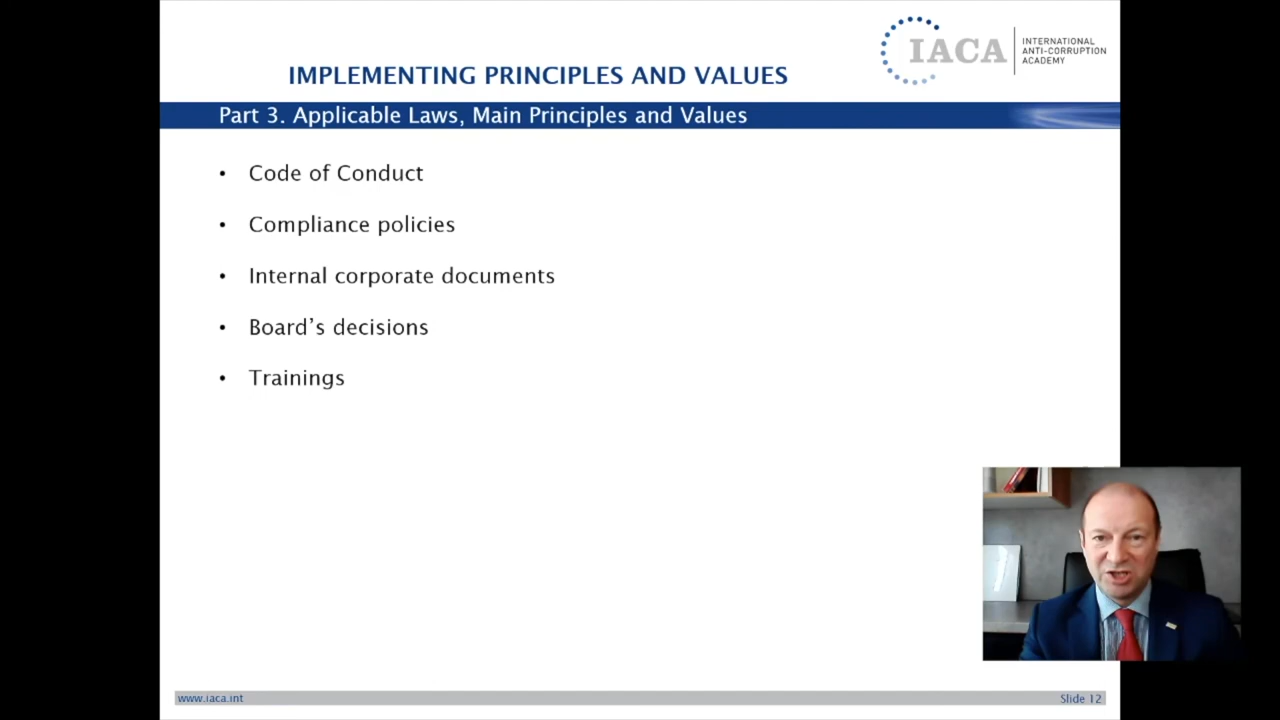 IACA
INTERNATIONAL
ANTI-CORRUPTION
ACADEMY
IMPLEMENTING PRINCIPLES AND VALUES
Part 3. Applicable Laws, Main Principles and Values
• Code of Conduct
• Compliance policies
• Internal corporate documents
• Board’s decisions
• Trainings
www.iaca.int
Slide 12